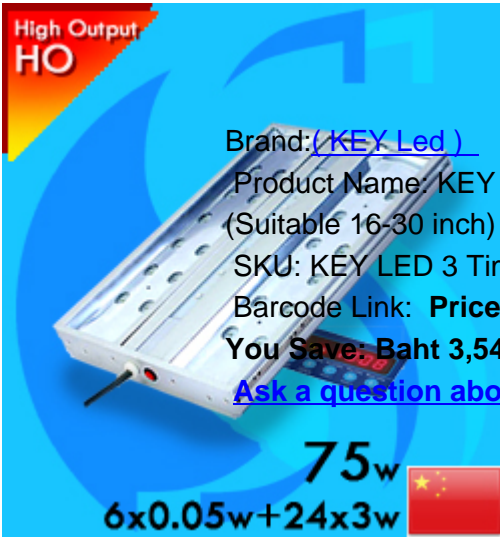 High Output
HO
Brand:( KEY Led )
Product Name: KEY
(Suitable 16-30 inch)
SKU: KEY LED 3 Tim
Barcode Link: Price
You Save: Baht 3,54
Ask a question abo
75w
6x0.05w+24x3w